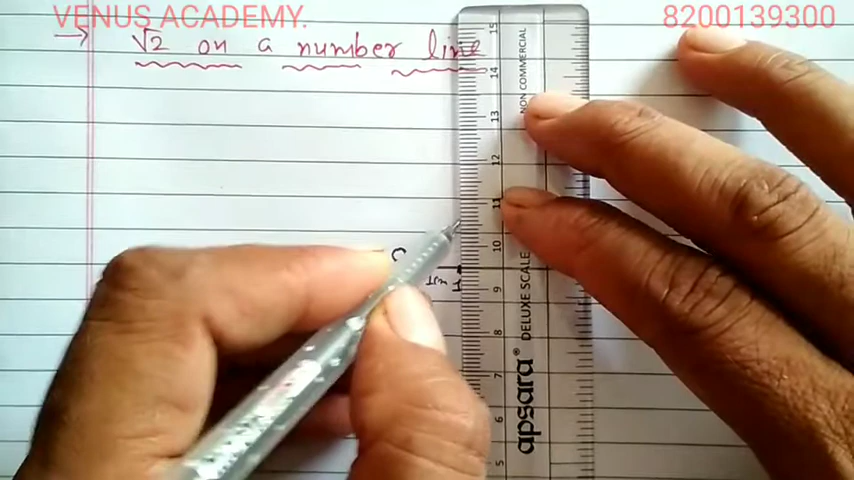 VENUS ACADEMY. 8200139300
→ √2 on a number line
15
14
NON COMMERCIAL
13
12
11
10
C
9
DELUXE SCALE
8
7
apsara®
6
5